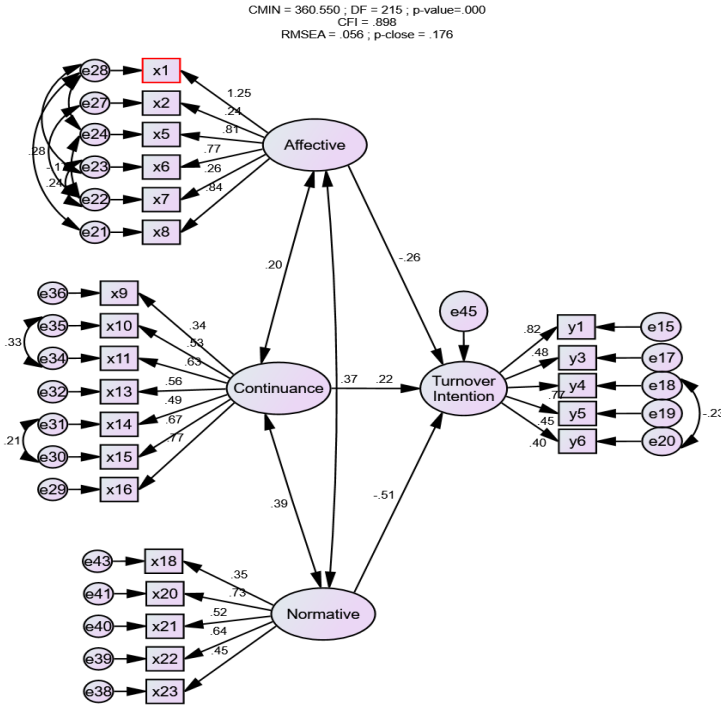 CMIN = 360.550 ; DF = 215 ; p-value=.000
CFI = .898
RMSEA = .056 ; p-close = .176
e28 x1
1.25
e27 x2
.24
e24 x5
.81
Affective
e23 x6
.77
.28
e22 x7
.26
.24
.84
e21 x8
.20
-.26
e36 x9
.34
e35 x10
.53
.33
e34 x11
.63
e32 x13
.56
Continuance
.37 .22
e31 x14
.49
.21
e30 x15
.67
.77
e29 x16
e45
Turnover
Intention
.82 y1 e15
.48 y3 e17
y4 e18
.77
y5 e19
.45
-.23
.40 y6 e20
.39
-.51
e43 x18
.35
e41 x20
.73
e40 x21
.52
Normative
e39 x22
.64
e38 x23
.45